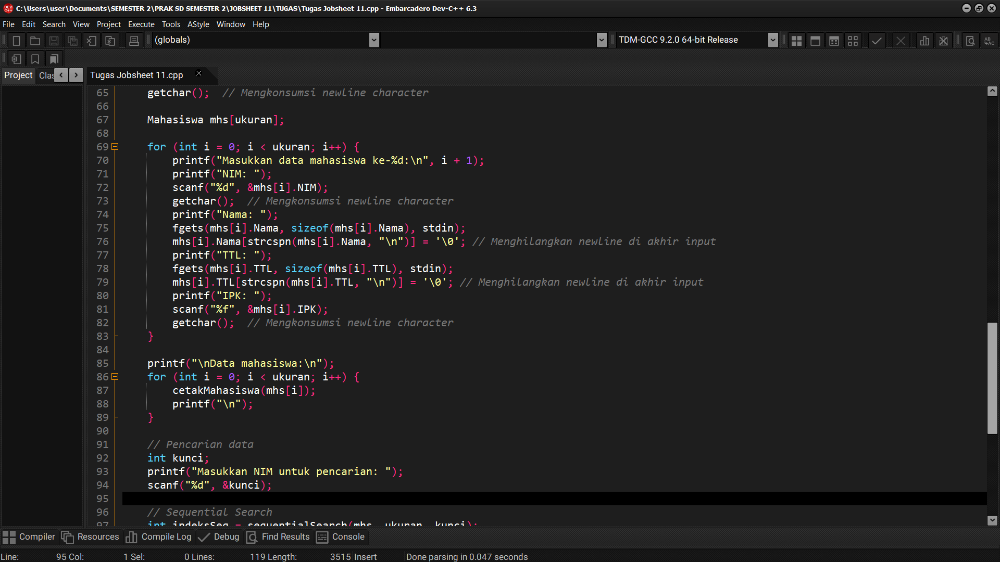 C:\Users\user\Documents\SEMESTER 2\PRAK SD SEMESTER 2\JOBSHEET 11\TUGAS\Tugas Jobsheet 11.cpp - Embarcadero Dev-C++ 6.3
File Edit Search View Project Execute Tools AStyle Window Help
(globals)
TDM-GCC 9.2.0 64-bit Release
Project Clas
Tugas Jobsheet 11.cpp
65 getchar(); // Mengkonsumsi newline character
66
67 Mahasiswa mhs[ukuran];
68
69 for (int i = 0; i < ukuran; i++) {
70 printf("Masukkan data mahasiswa ke-%d:\n", i + 1);
71 printf("NIM: ");
72 scanf("%d", &mhs[i].NIM);
73 getchar(); // Mengkonsumsi newline character
74 printf("Nama: ");
75 fgets(mhs[i].Nama, sizeof(mhs[i].Nama), stdin);
76 mhs[i].Nama[strcspn(mhs[i].Nama, "\n")] = '\0'; // Menghilangkan newline di akhir input
77 printf("TTL: ");
78 fgets(mhs[i].TTL, sizeof(mhs[i].TTL), stdin);
79 mhs[i].TTL[strcspn(mhs[i].TTL, "\n")] = '\0'; // Menghilangkan newline di akhir input
80 printf("IPK: ");
81 scanf("%f", &mhs[i].IPK);
82 getchar(); // Mengkonsumsi newline character
83 }
84
85 printf("\nData mahasiswa:\n");
86 for (int i = 0; i < ukuran; i++) {
87 cetakMahasiswa(mhs[i]);
88 printf("\n");
89 }
90
91 // Pencarian data
92 int kunci;
93 printf("Masukkan NIM untuk pencarian: ");
94 scanf("%d", &kunci);
95
96 // Sequential Search
97 int indeksSeq = sequentialSearch(mhs, ukuran, kunci);
Compiler Resources Compile Log Debug Find Results Console
Line: 95 Col: 1 Sel: 0 Lines: 119 Length: 3515 Insert Done parsing in 0.047 seconds